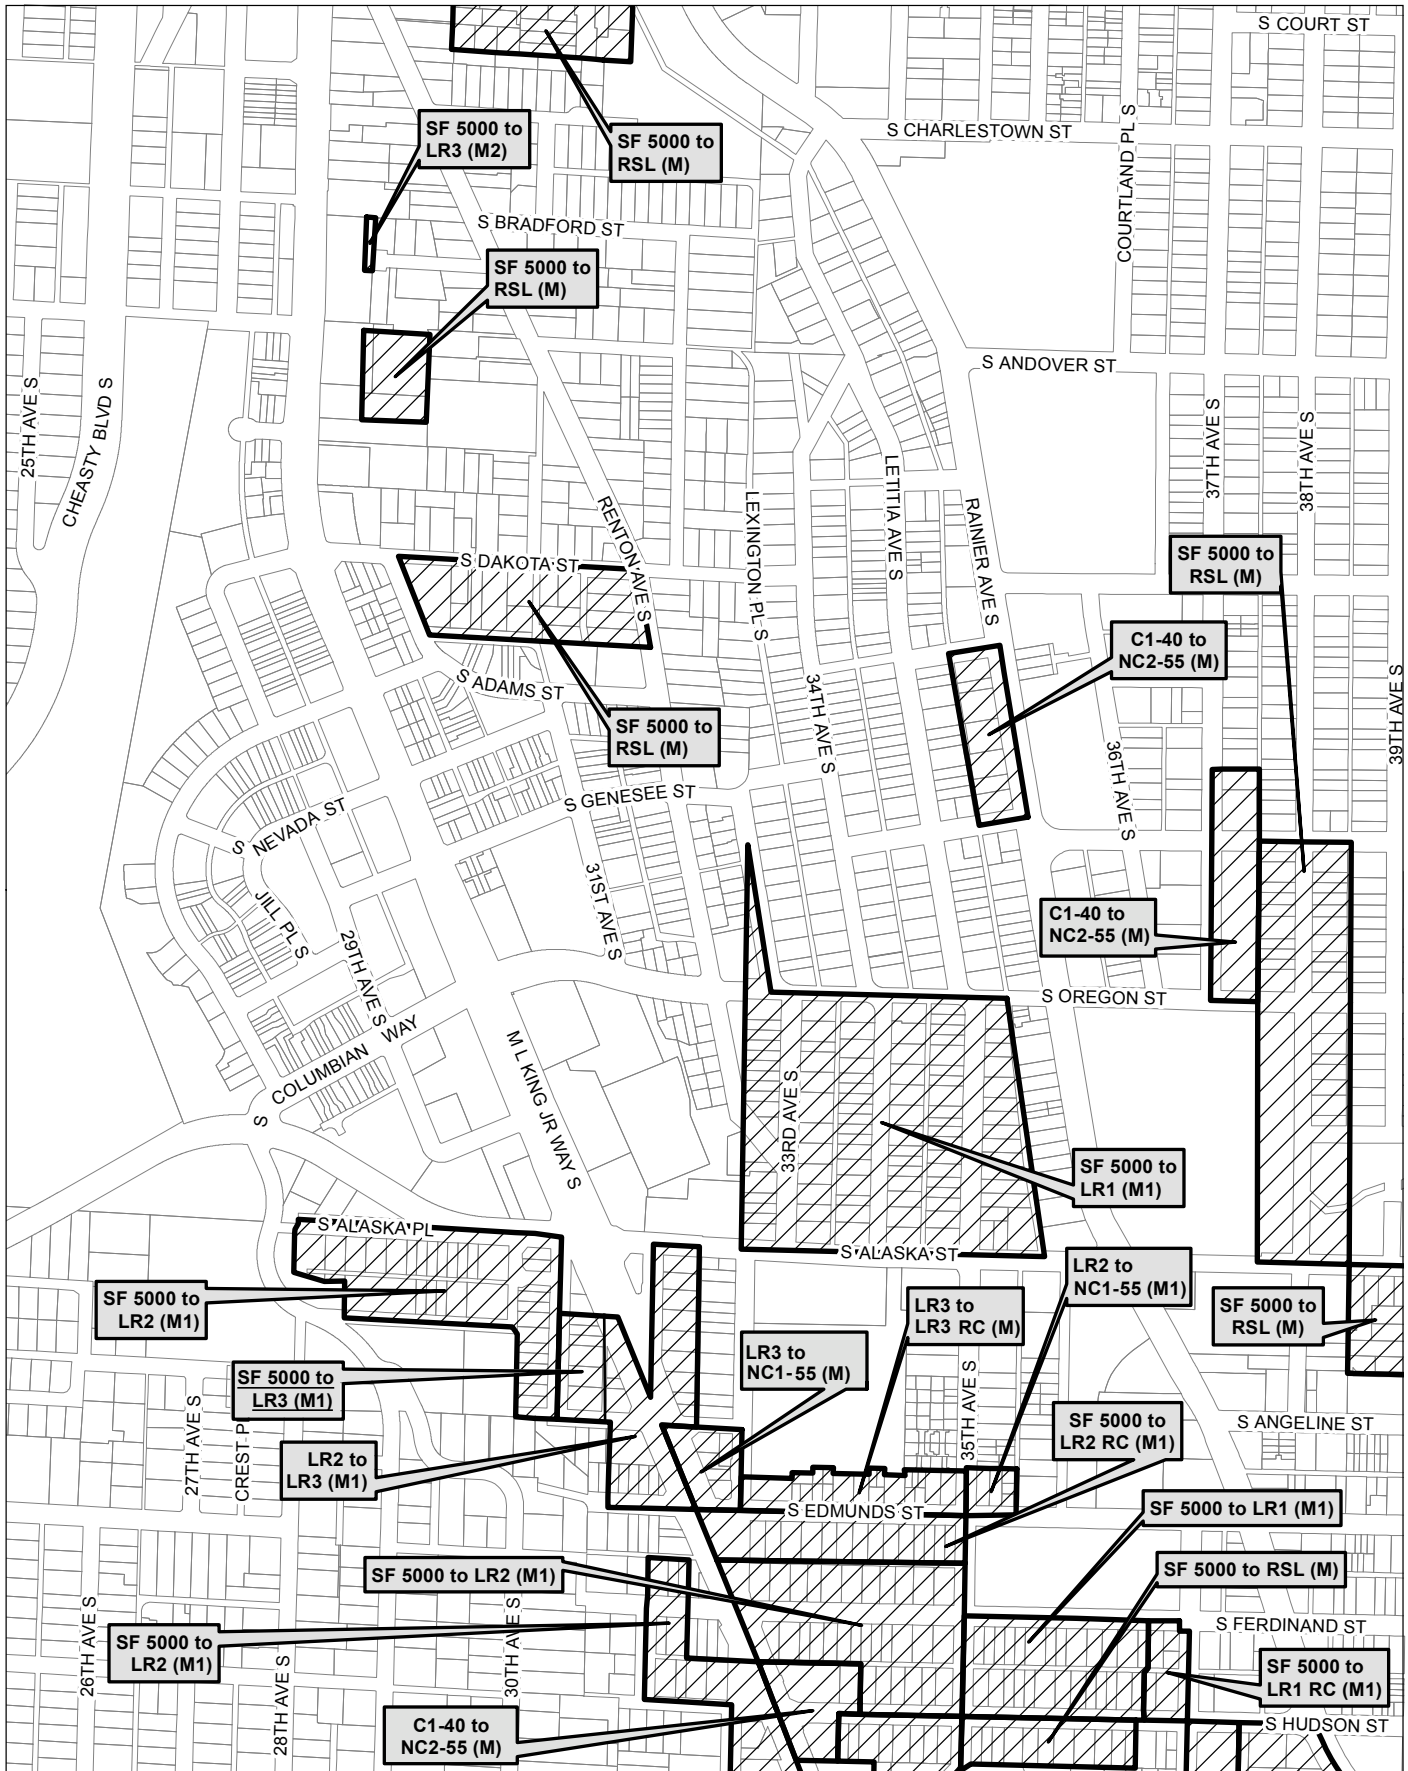 S COURT ST
S CHARLESTOWN ST
COURTLAND PL S
SF 5000 to
LR3 (M2)
SF 5000 to
RSL (M)
S BRADFORD ST
SF 5000 to
RSL (M)
S ANDOVER ST
25TH AVE S
CHEASTY BLVD S
37TH AVE S
38TH AVE S
RENTON AVE S
LEXINGTON PL S
LETITIA AVE S
RAINIER AVE S
S DAKOTA ST
SF 5000 to
RSL (M)
C1-40 to
NC2-55 (M)
39TH AVE S
S ADAMS ST
SF 5000 to
RSL (M)
34TH AVE S
36TH AVE S
S GENESEE ST
S NEVADA ST
31ST AVE S
JILL PL S
29TH AVE S
C1-40 to
NC2-55 (M)
S OREGON ST
S COLUMBIAN WAY
M L KING JR WAY S
33RD AVE S
SF 5000 to
LR1 (M1)
S ALASKA PL
S ALASKA ST
SF 5000 to
LR2 (M1)
LR3 to
LR3 RC (M)
LR2 to
NC1-55 (M1)
SF 5000 to
RSL (M)
LR3 to
NC1-55 (M)
SF 5000 to
LR3 (M1)
35TH AVE S
27TH AVE S
CREST PL
SF 5000 to
LR2 RC (M1)
S ANGELINE ST
LR2 to
LR3 (M1)
S EDMUNDS ST
SF 5000 to LR1 (M1)
SF 5000 to LR2 (M1)
SF 5000 to RSL (M)
26TH AVE S
SF 5000 to
LR2 (M1)
30TH AVE S
28TH AVE S
S FERDINAND ST
SF 5000 to
LR1 RC (M1)
C1-40 to
NC2-55 (M)
S HUDSON ST